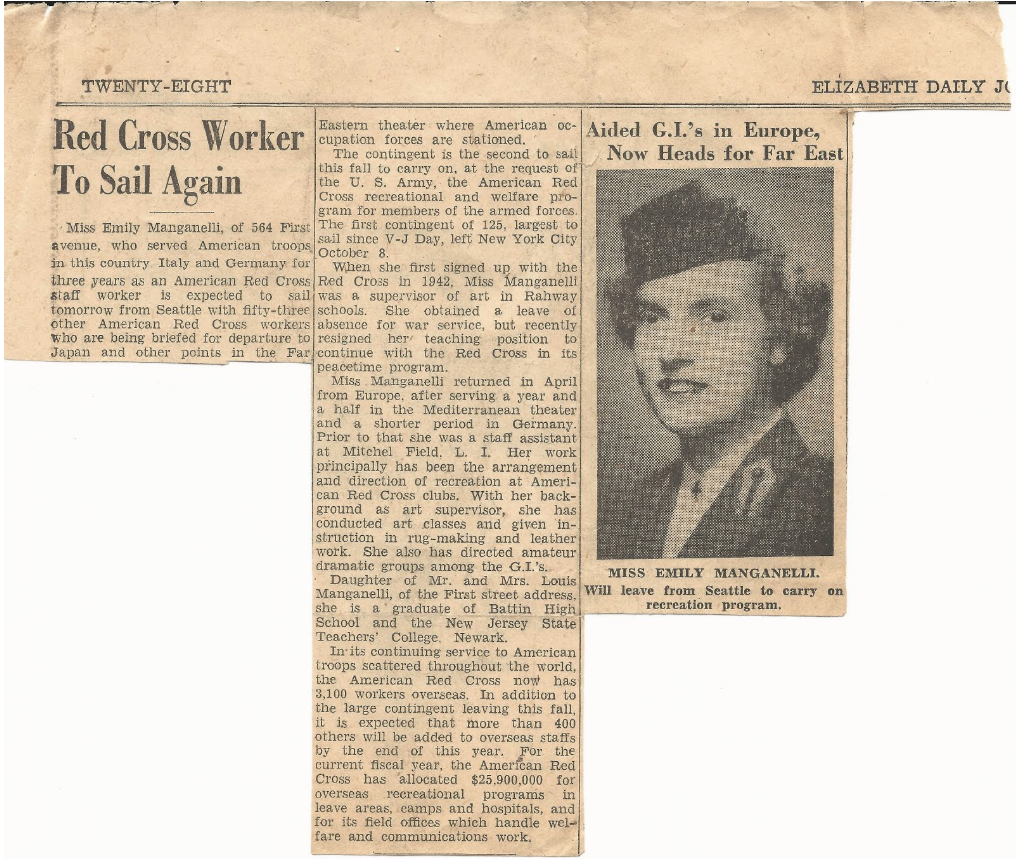 TWENTY-EIGHT
ELIZABETH DAILY JO
Red Cross Worker
To Sail Again
Miss Emily Manganelli, of 564 First
avenue, who served American troops
in this country, Italy and Germany for
three years as an American Red Cross
staff worker is expected to sail
tomorrow from Seattle with fifty-three
other American Red Cross workers
who are being briefed for departure to
Japan and other points in the Far
Eastern theater where American oc-
cupation forces are stationed.
The contingent is the second to sail
this fall to carry on, at the request of
the U. S. Army, the American Red
Cross recreational and welfare pro-
gram for members of the armed forces.
The first contingent of 125, largest to
sail since V-J Day, left New York City
October 8.
When she first signed up with the
Red Cross in 1942, Miss Manganelli
was a supervisor of art in Rahway
schools. She obtained a leave of
absence for war service, but recently
resigned her teaching position to
continue with the Red Cross in its
peacetime program.
Miss Manganelli returned in April
from Europe, after serving a year and
a half in the Mediterranean theater
and a shorter period in Germany.
Prior to that she was a staff assistant
at Mitchel Field, L. I. Her work
principally has been the arrangement
and direction of recreation at Ameri-
can Red Cross clubs. With her back-
ground as art supervisor, she has
conducted art classes and given in-
struction in rug-making and leather
work. She also has directed amateur
dramatic groups among the G.I.'s.
Daughter of Mr. and Mrs. Louis
Manganelli, of the First street address,
she is a graduate of Battin High
School and the New Jersey State
Teachers' College, Newark.
In its continuing service to American
troops scattered throughout the world,
the American Red Cross now has
3,100 workers overseas. In addition to
the large contingent leaving this fall,
it is expected that more than 400
others will be added to overseas staffs
by the end of this year. For the
current fiscal year, the American Red
Cross has allocated $25,900,000 for
overseas recreational programs in
leave areas, camps and hospitals, and
for its field offices which handle wel-
fare and communications work.
Aided G.I.'s in Europe,
Now Heads for Far East
MISS EMILY MANGANELLI.
Will leave from Seattle to carry on
recreation program.